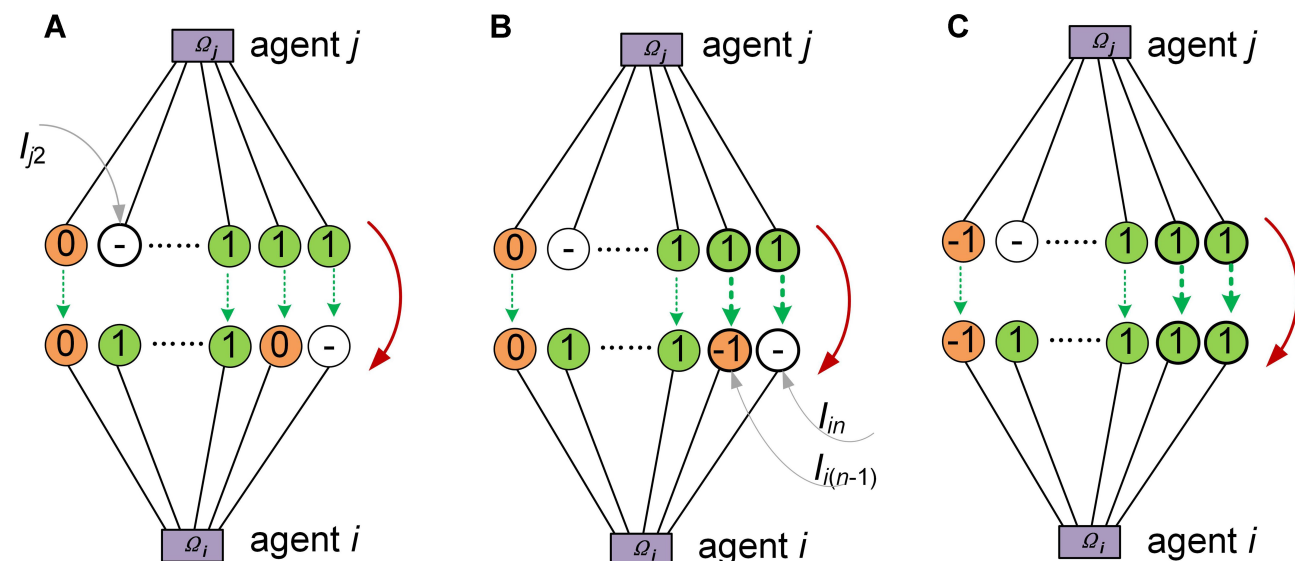 A
Ωj
agent j
Ij2
0 - ...... 1 1 1
0 1 ...... 1 0 -
Ωi
agent i
B
Ωj
agent j
0 - ...... 1 1 1
0 1 ...... 1 -1 -
Iin
Ii(n-1)
Ωi
agent i
C
Ωj
agent j
-1 - ...... 1 1 1
-1 1 ...... 1 1 1
Ωi
agent i